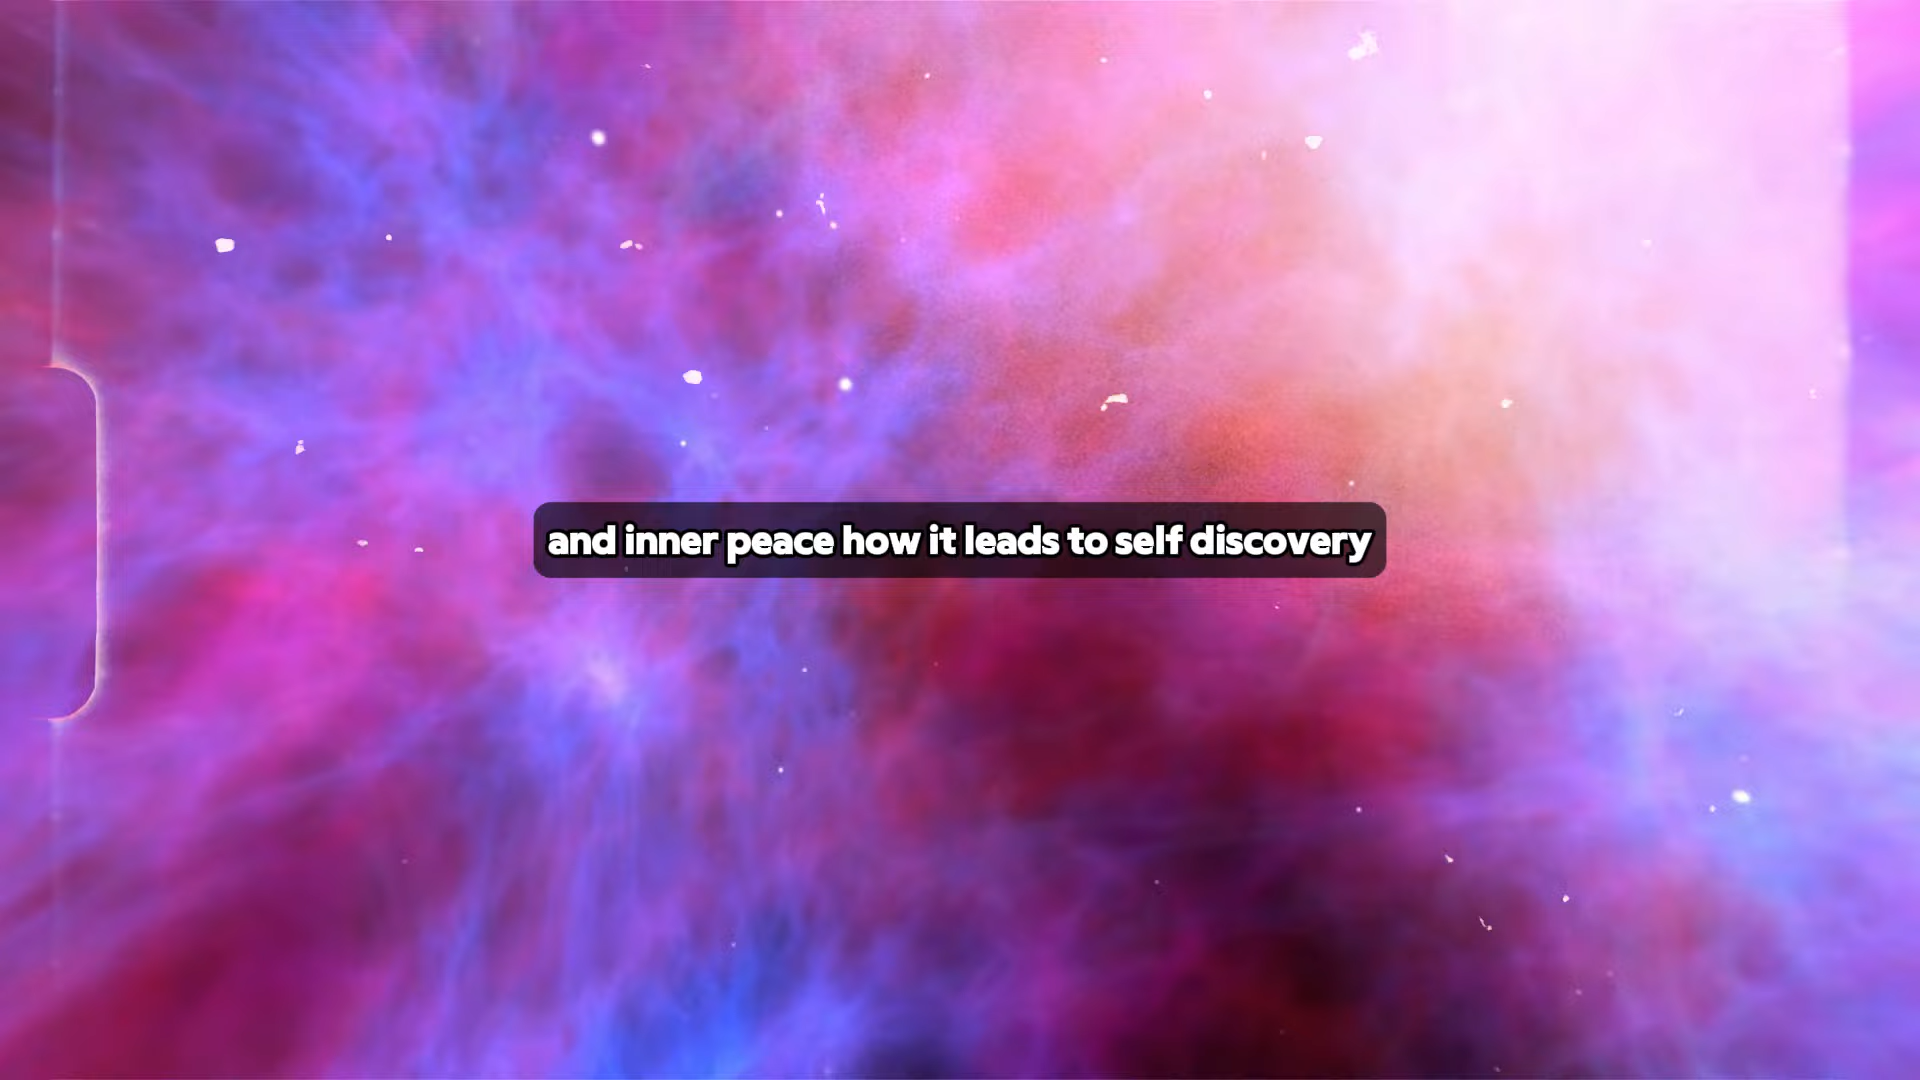 and inner peace how it leads to self discovery